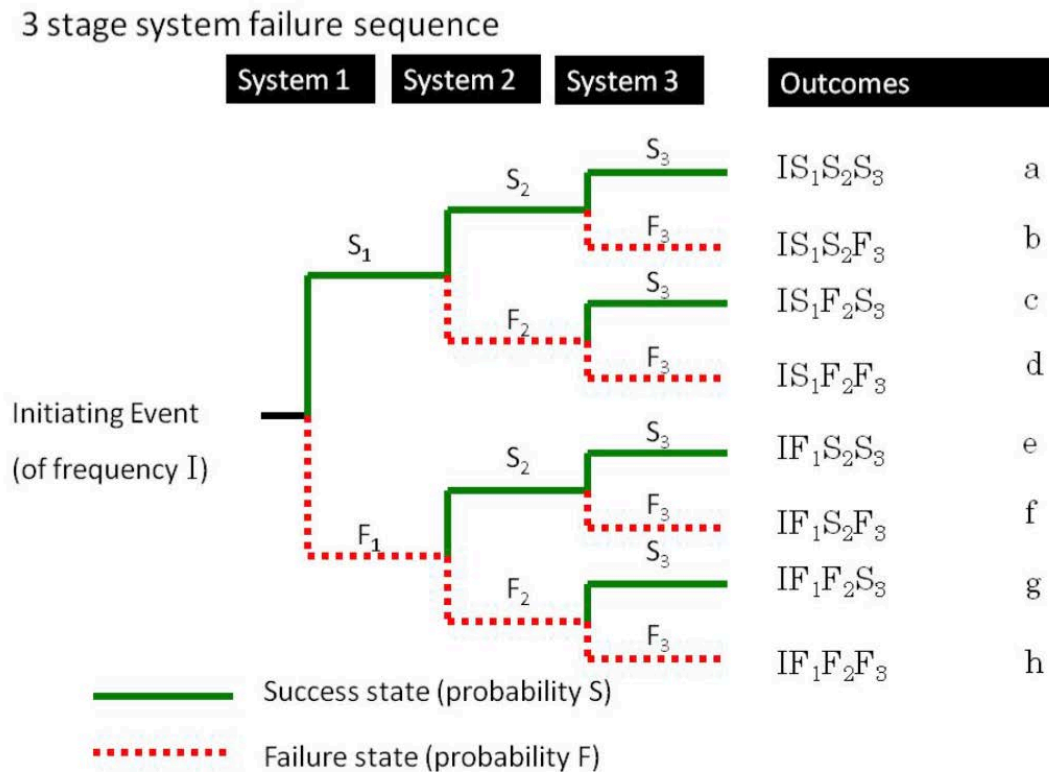 3 stage system failure sequence
System 1 System 2 System 3 Outcomes
S₃ IS₁S₂S₃ a
S₂
F₃ IS₁S₂F₃ b
S₁
S₃ IS₁F₂S₃ c
F₂
F₃ IS₁F₂F₃ d
Initiating Event
(of frequency I)
S₃ IF₁S₂S₃ e
S₂
F₃ IF₁S₂F₃ f
F₁
S₃ IF₁F₂S₃ g
F₂
F₃ IF₁F₂F₃ h
Success state (probability S)
Failure state (probability F)